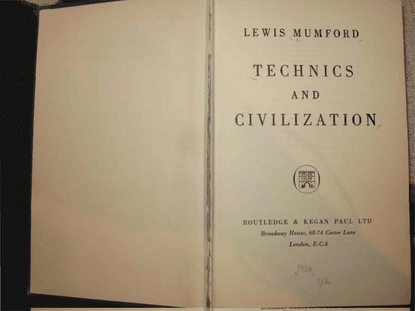 LEWIS MUMFORD
TECHNICS
AND
CIVILIZATION
ROUTLEDGE & KEGAN PAUL LTD
Broadway House, 68-74 Carter Lane
London, E.C.4